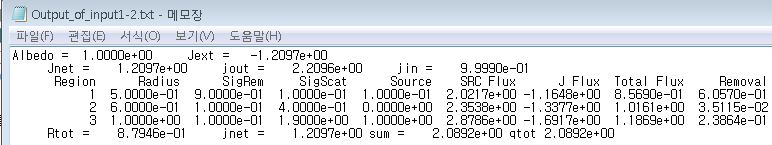 Output_of_input1-2.txt - 메모장
파일(F) 편집(E) 서식(O) 보기(V) 도움말(H)
Albedo = 1.0000e+00 Jext = -1.2097e+00
Jnet = 1.2097e+00 jout = 2.2096e+00 jin = 9.9990e-01
Region Radius SigRem SigScat Source SRC Flux J Flux Total Flux Removal
1 5.0000e-01 9.0000e-01 1.0000e-01 1.0000e+00 2.0217e+00 -1.1648e+00 8.5690e-01 6.0570e-01
2 6.0000e-01 1.0000e-01 4.0000e-01 0.0000e+00 2.3538e+00 -1.3377e+00 1.0161e+00 3.5115e-02
3 1.0000e+00 1.0000e-01 1.9000e+00 1.0000e+00 2.8786e+00 -1.6917e+00 1.1869e+00 2.3864e-01
Rtot = 8.7946e-01 jnet = 1.2097e+00 sum = 2.0892e+00 qtot 2.0892e+00